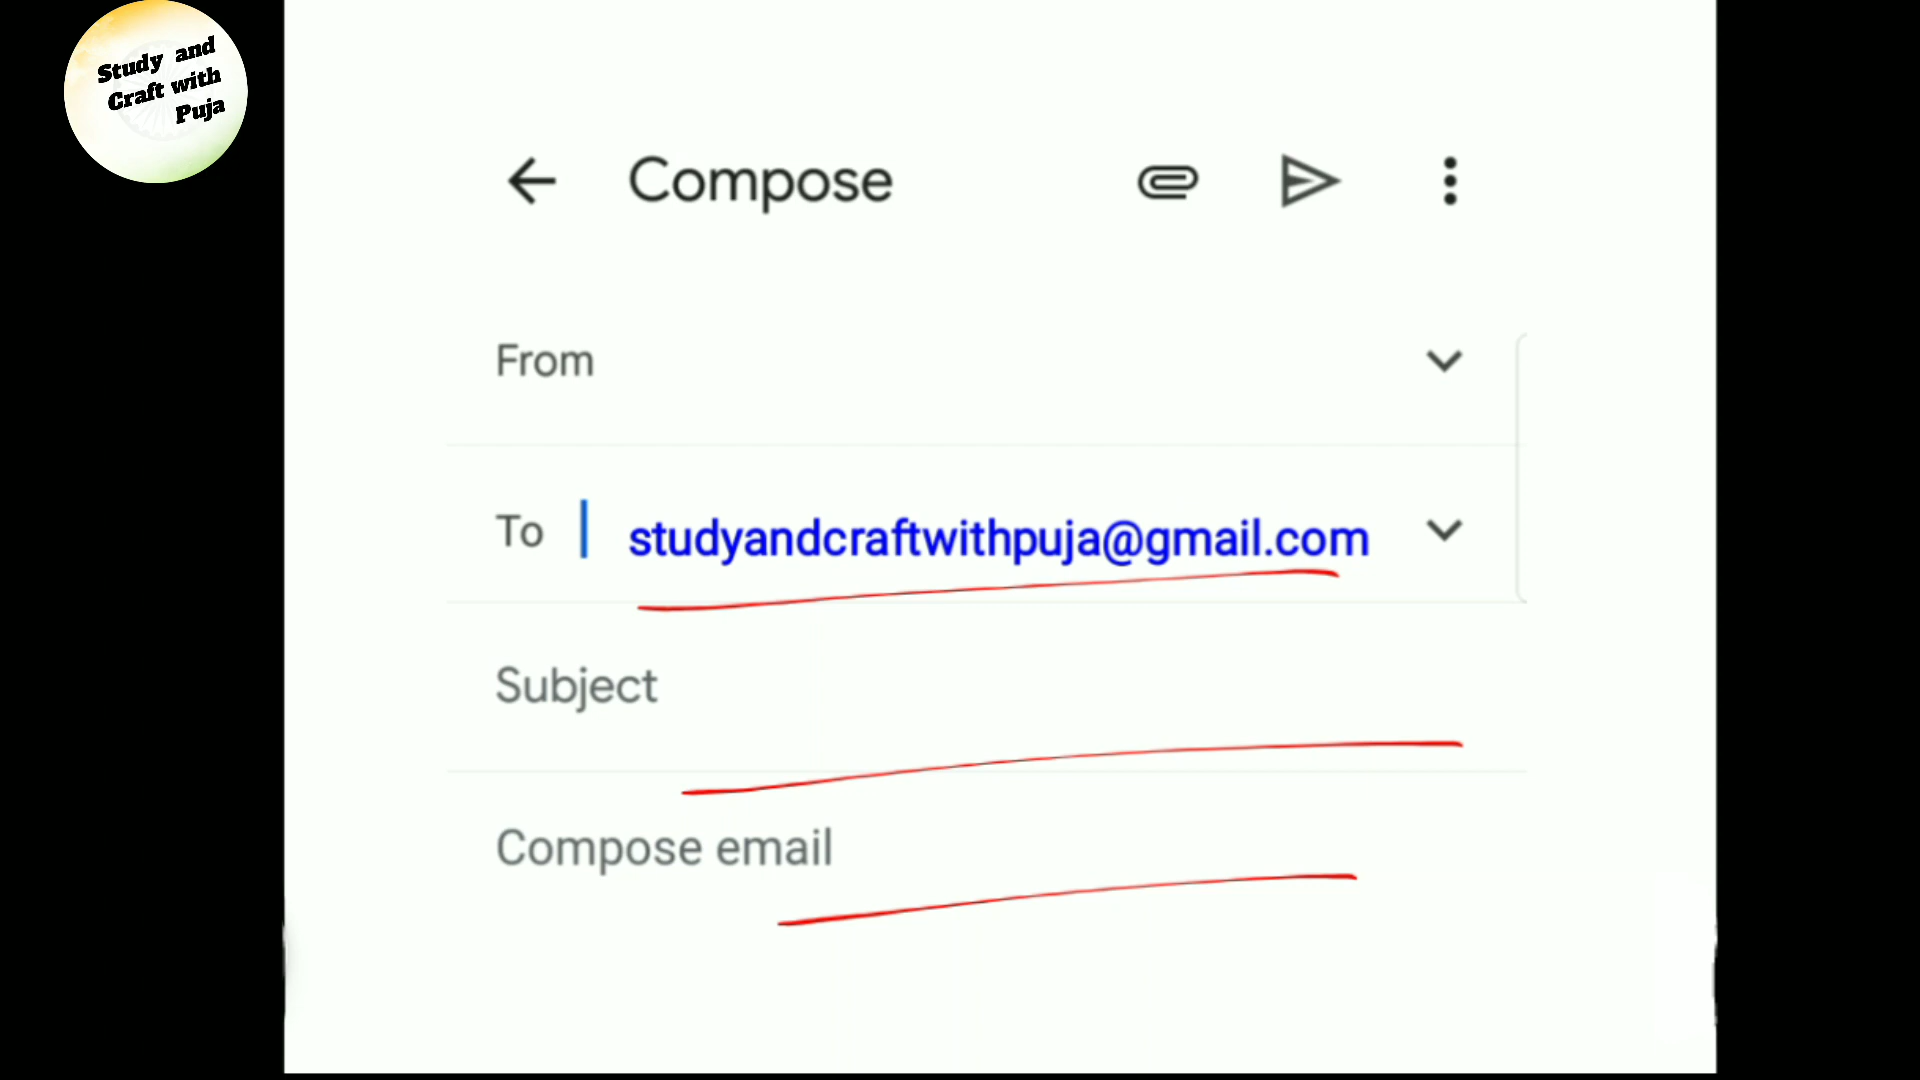 Study and
Craft with
Puja
Compose
From
To studyandcraftwithpuja@gmail.com
Subject
Compose email